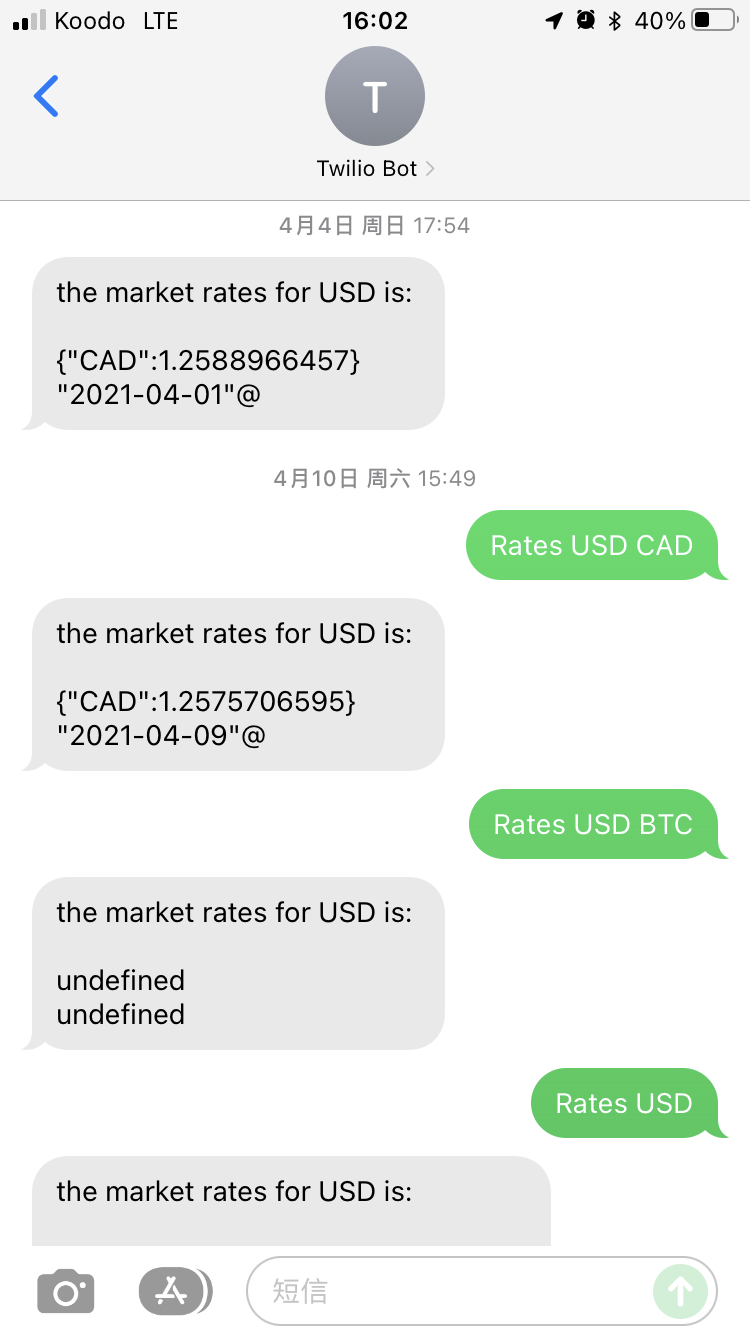 Koodo LTE 16:02 40%
T
Twilio Bot
4月4日 周日 17:54
the market rates for USD is:
{"CAD":1.2588966457}
"2021-04-01"@
4月10日 周六 15:49
Rates USD CAD
the market rates for USD is:
{"CAD":1.2575706595}
"2021-04-09"@
Rates USD BTC
the market rates for USD is:
undefined
undefined
Rates USD
the market rates for USD is:
短信